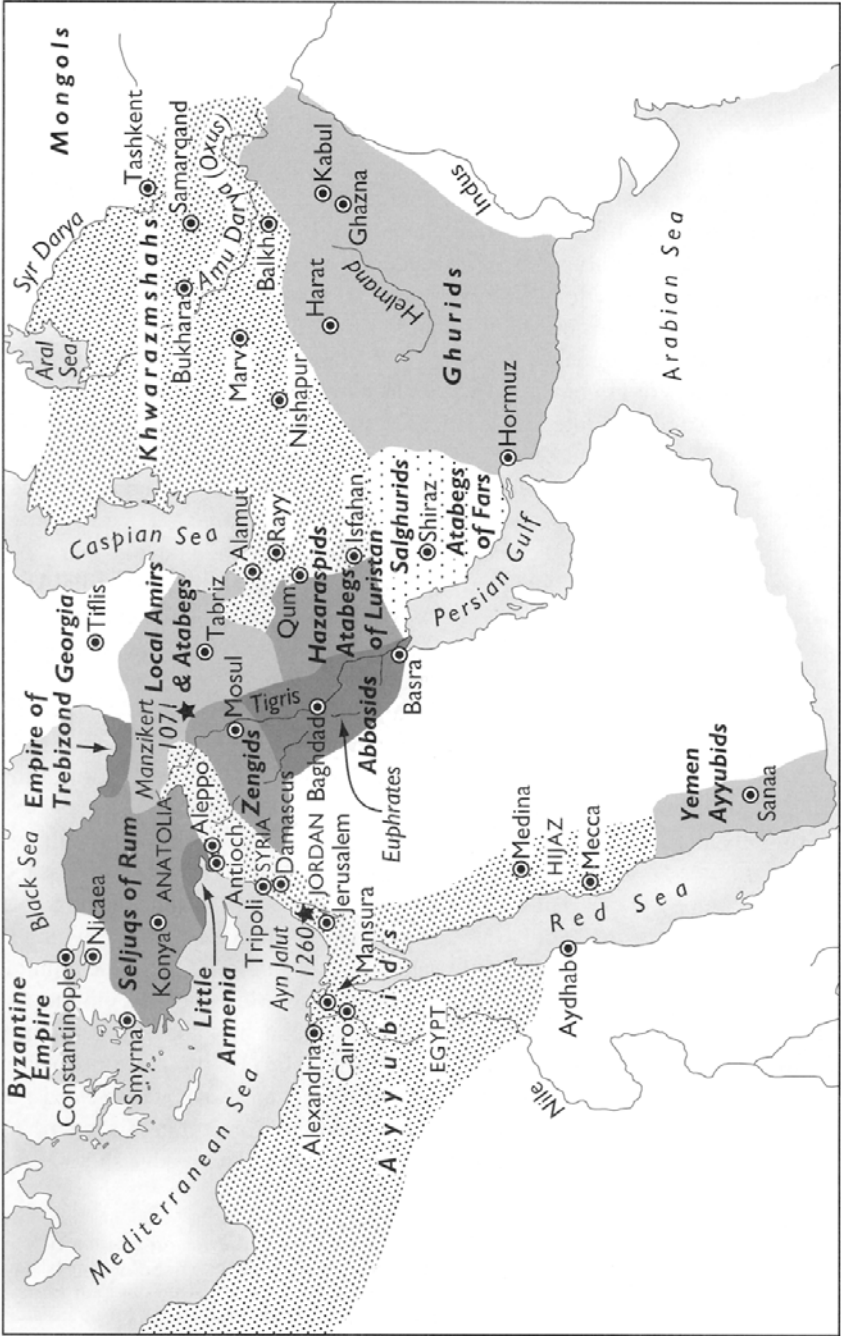 Mongols
Tashkent
Syr Darya
Aral
Sea
Samarqand
Khwarazmshahs
Bukhara
Amu Darya (Oxus)
Balkh
Marv
Nishapur
Kabul
Ghazna
Harat
Helmand
Indus
Ghurids
Hormuz
Arabian Sea
Caspian Sea
Alamut
Rayy
Qum
Isfahan
Hazaraspids
Atabegs
of Luristan
Salghurids
Shiraz
Atabegs
of Fars
Persian Gulf
Georgia
Tiflis
Local Amirs
& Atabegs
Tabriz
Empire of
Trebizond
Manzikert
1071
Mosul
Tigris
Zengids
Baghdad
Abbasids
Basra
Euphrates
Black Sea
Byzantine
Empire
Constantinople
Nicaea
Smyrna
Seljuqs of Rum
Konya
ANATOLIA
Little
Armenia
Aleppo
Antioch
Tripoli
SYRIA
Damascus
Ayn Jalut
1260
JORDAN
Jerusalem
Mansura
Mediterranean Sea
Alexandria
Cairo
Ayyubids
EGYPT
Nile
Aydhab
Red Sea
Medina
HIJAZ
Mecca
Yemen
Ayyubids
Sanaa